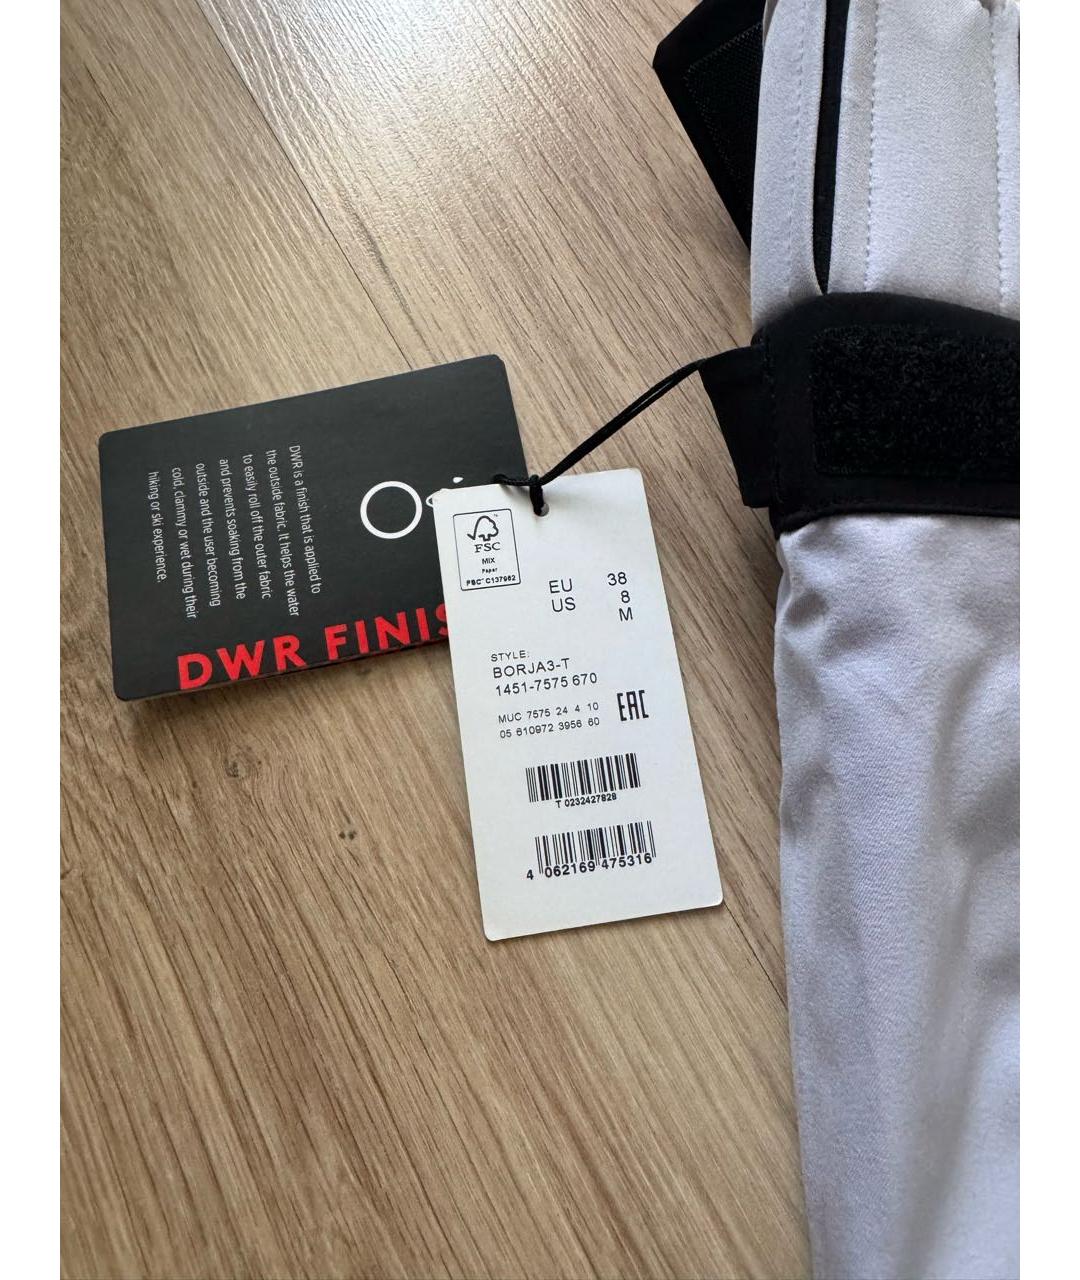 DWR is a finish that is applied to
the outside fabric. It helps the water
to easily roll off the outer fabric
and prevents soaking from the
outside and the user becoming
cold, clammy or wet during their
hiking or ski experience.
DWR FINIS
FSC
MIX
Paper
FSC® C137982
EU 38
US 8
M
STYLE:
BORJA3-T
1451-7575 670
MUC 7575 24 4 10
05 610972 3956 60
EAC
T 0232427828
4 062169 475316